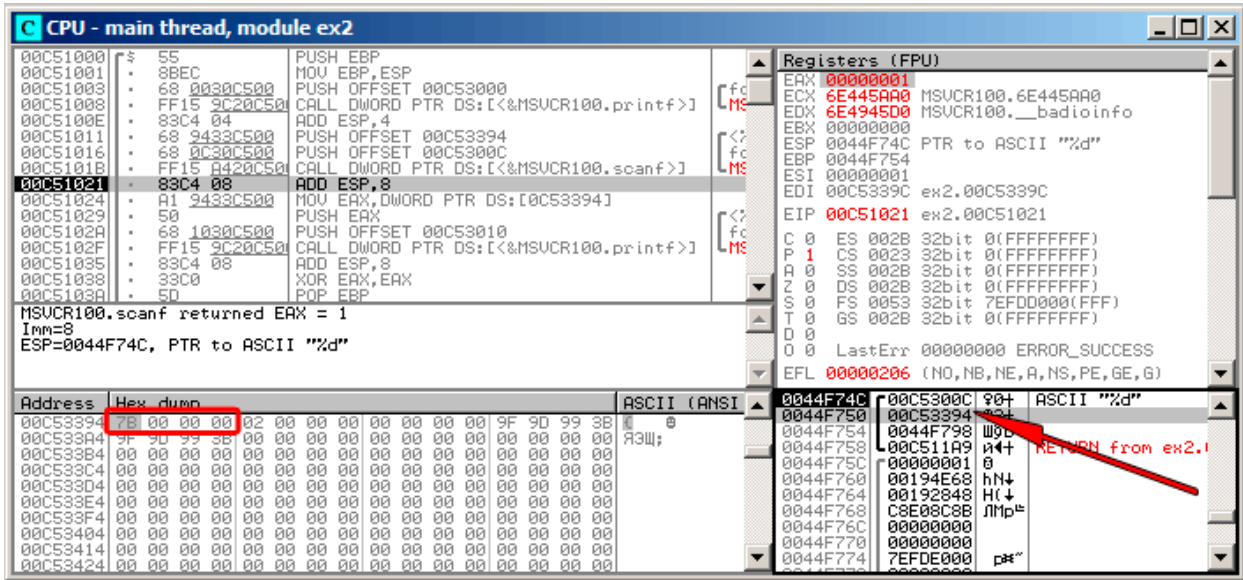 CPU - main thread, module ex2
00C51000 $ 55 PUSH EBP
00C51001 . 8BEC MOV EBP,ESP
00C51003 . 68 0030C500 PUSH OFFSET 00C53000
00C51008 . FF15 9C20C50 CALL DWORD PTR DS:[<&MSVCR100.printf>]
00C5100E . 83C4 04 ADD ESP,4
00C51011 . 68 9433C500 PUSH OFFSET 00C53394
00C51016 . 68 0C30C500 PUSH OFFSET 00C5300C
00C5101B . FF15 A420C50 CALL DWORD PTR DS:[<&MSVCR100.scanf>]
00C51021 . 83C4 08 ADD ESP,8
00C51024 . A1 9433C500 MOV EAX,DWORD PTR DS:[0C53394]
00C51029 . 50 PUSH EAX
00C5102A . 68 1030C500 PUSH OFFSET 00C53010
00C5102F . FF15 9C20C50 CALL DWORD PTR DS:[<&MSVCR100.printf>]
00C51035 . 83C4 08 ADD ESP,8
00C51038 . 33C0 XOR EAX,EAX
00C5103A . 5D POP EBP
MSVCR100.scanf returned EAX = 1
Imm=8
ESP=0044F74C, PTR to ASCII "%d"
Registers (FPU)
EAX 00000001
ECX 6E445AA0 MSVCR100.6E445AA0
EDX 6E4945D0 MSVCR100.__badioinfo
EBX 00000000
ESP 0044F74C PTR to ASCII "%d"
EBP 0044F754
ESI 00000001
EDI 00C5339C ex2.00C5339C
EIP 00C51021 ex2.00C51021
C 0 ES 002B 32bit 0(FFFFFFFF)
P 1 CS 0023 32bit 0(FFFFFFFF)
A 0 SS 002B 32bit 0(FFFFFFFF)
Z 0 DS 002B 32bit 0(FFFFFFFF)
S 0 FS 0053 32bit 7EFDD000(FFF)
T 0 GS 002B 32bit 0(FFFFFFFF)
D 0
O 0 LastErr 00000000 ERROR_SUCCESS
EFL 00000206 (NO,NB,NE,A,NS,PE,GE,G)
Address Hex dump ASCII (ANSI
00C53394 7B 00 00 00 02 00 00 00 00 00 00 00 9F 9D 99 3B {
00C533A4 9F 9D 99 3B 00 00 00 00 00 00 00 00 00 00 00 00 ЯЭЩ;
00C533B4 00 00 00 00 00 00 00 00 00 00 00 00 00 00 00 00
00C533C4 00 00 00 00 00 00 00 00 00 00 00 00 00 00 00 00
00C533D4 00 00 00 00 00 00 00 00 00 00 00 00 00 00 00 00
00C533E4 00 00 00 00 00 00 00 00 00 00 00 00 00 00 00 00
00C533F4 00 00 00 00 00 00 00 00 00 00 00 00 00 00 00 00
00C53404 00 00 00 00 00 00 00 00 00 00 00 00 00 00 00 00
00C53414 00 00 00 00 00 00 00 00 00 00 00 00 00 00 00 00
00C53424 00 00 00 00 00 00 00 00 00 00 00 00 00 00 00 00
0044F74C 00C5300C ASCII "%d"
0044F750 00C53394
0044F754 0044F798
0044F758 00C511A9 RETURN from ex2.
0044F75C 00000001
0044F760 00194E68 hN↓
0044F764 00192848 H(↓
0044F768 C8E08C8B
0044F76C 00000000
0044F770 00000000
0044F774 7EFDE000